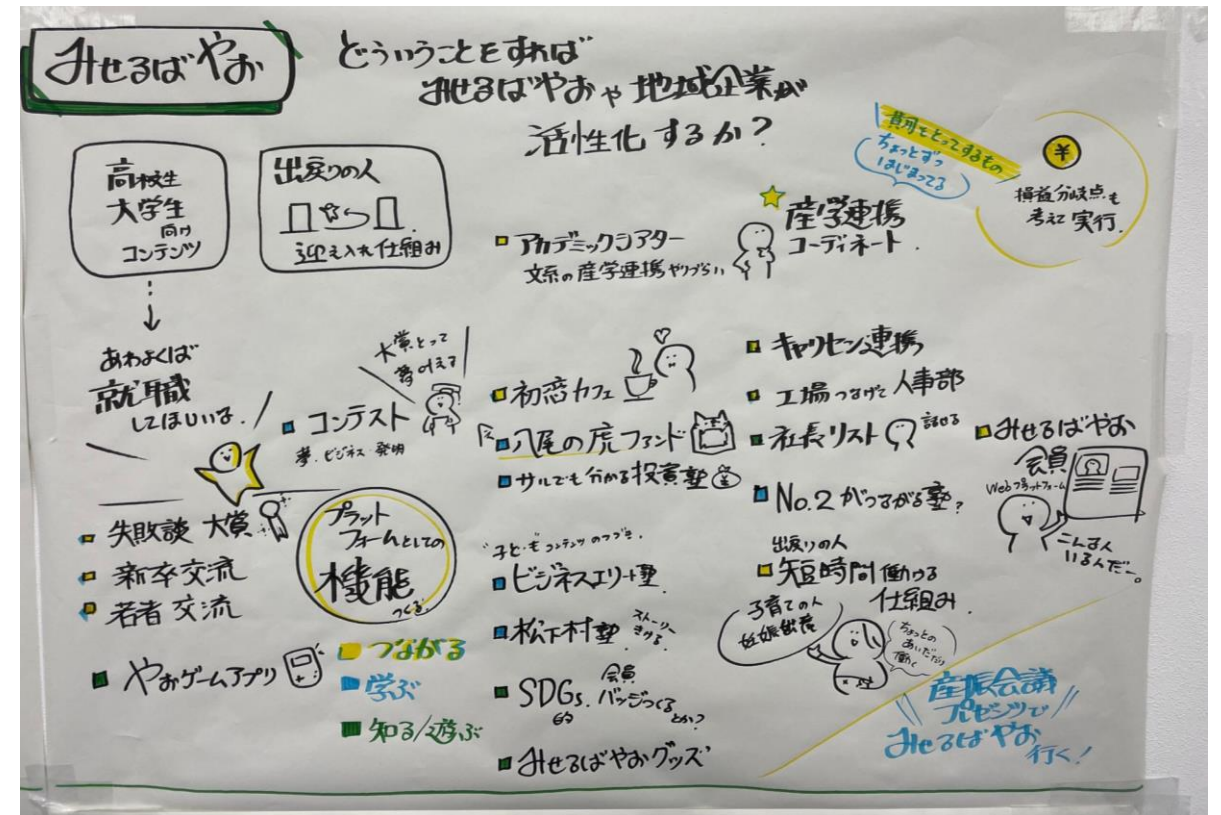 みせるばやお
どういうことをすれば
みせるばやおや地域企業が
活性化するか?
費用をとってするもの
ちょっとずつ
はじまってる
¥
損益分岐点も
考えて実行.
高校生
大学生
向け
コンテンツ
出戻りの人
迎え入れ仕組み
あわよくば
就職
してほしいな.
産学連携
コーディネート.
アカデミックシアター
文系の産学連携やりづらい
大賞とって
夢叶える
コンテスト
夢.ビジネス 発明
失敗談 大賞
新卒交流
若者交流
やおゲームアプリ
プラット
フォームとしての
機能
つくる.
つながる
学ぶ
知る/遊ぶ
初恋カフェ
八尾の虎ファンド
サルでも分かる投資塾
子ども コンテンツのつづき.
ビジネスエリート塾
松下村塾
ストーリー
きける.
SDGs.
的
会員
バッジつくる
とか?
みせるばやおグッズ
キャリセン連携
工場つなげて人事部
社長リスト
話せる
No.2がつながる塾?
みせるばやお
会員
Webプラットフォーム
こんな人
いるんだー。
出戻りの人
短時間働ける
仕組み.
子育ての人
妊娠出産
ちょっとの
あいだだけ
働く
産振会議
プレゼンツで
みせるばやお
行く!